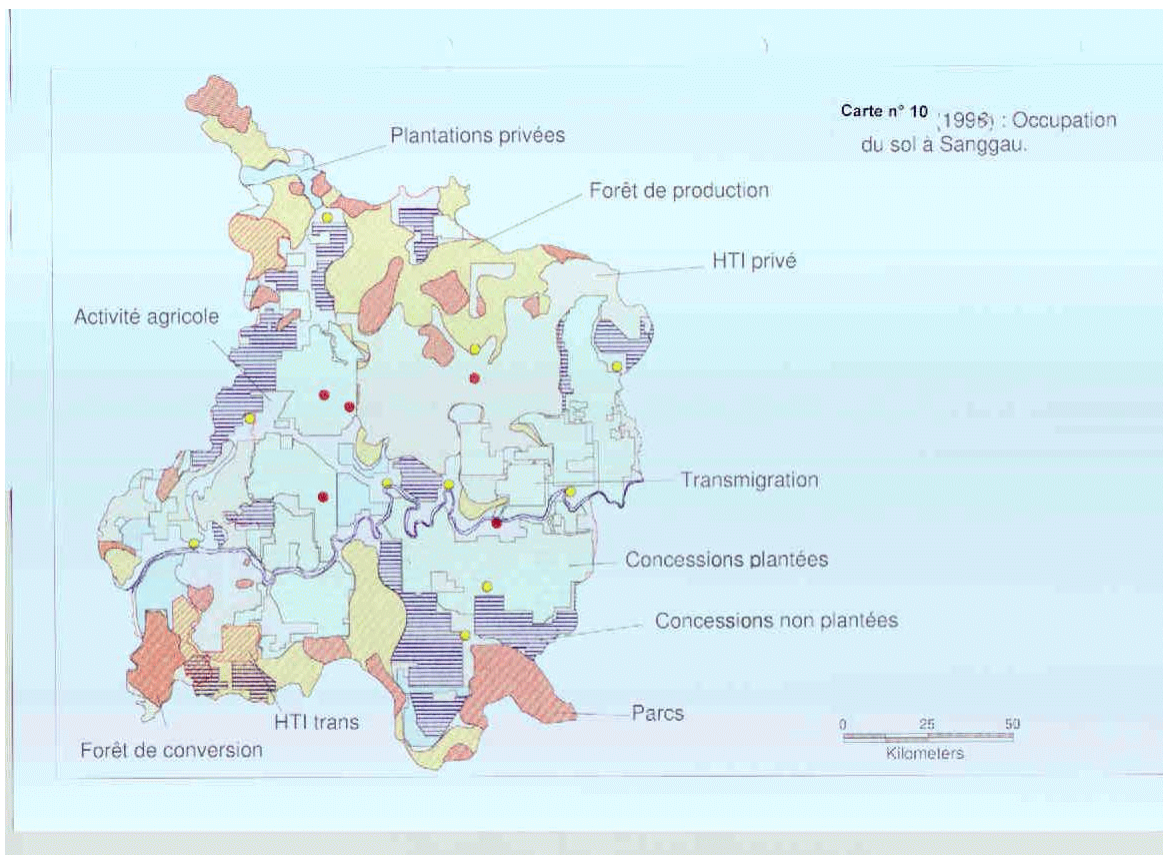 Carte n° 10 (1996) : Occupation
du sol à Sanggau.
Plantations privées
Forêt de production
HTI privé
Activité agricole
Transmigration
Concessions plantées
Concessions non plantées
Parcs
HTI trans
Forêt de conversion
0 25 50
Kilometers